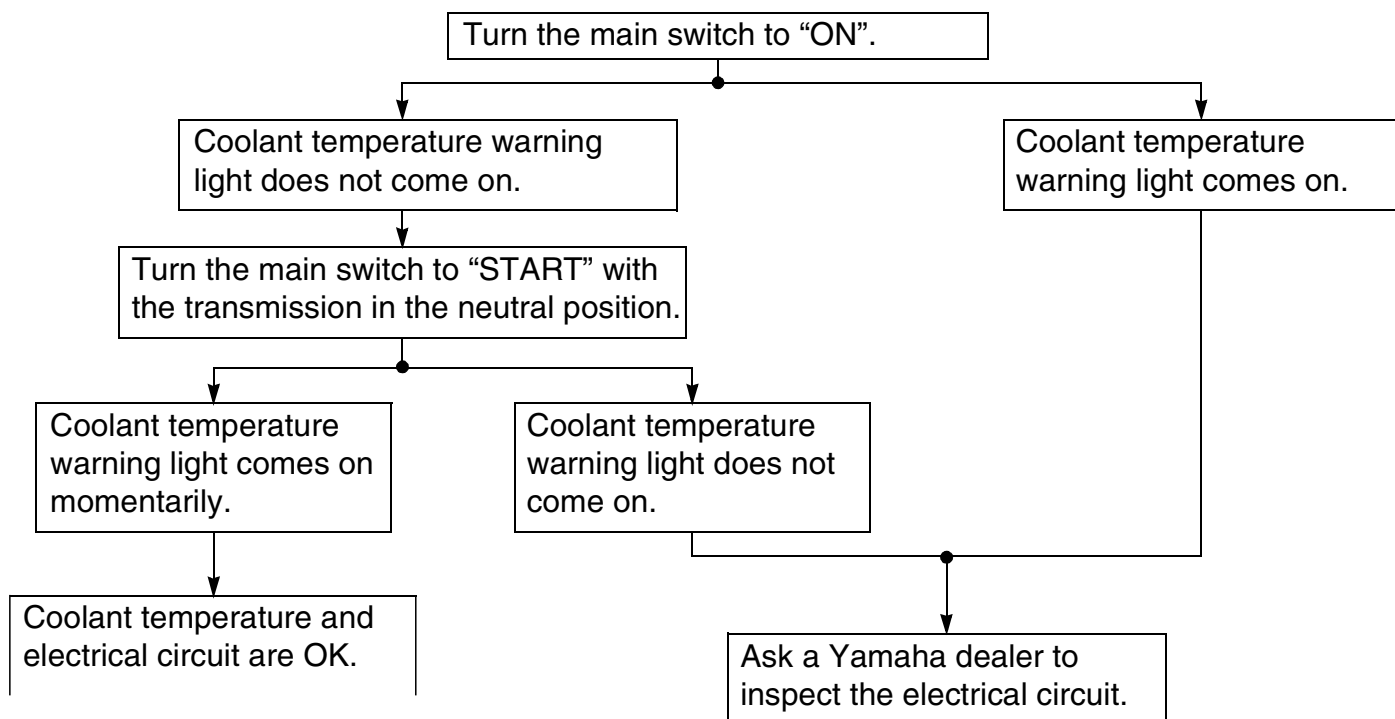 Turn the main switch to “ON”.
Coolant temperature warning
light does not come on.
Coolant temperature
warning light comes on.
Turn the main switch to “START” with
the transmission in the neutral position.
Coolant temperature
warning light comes on
momentarily.
Coolant temperature
warning light does not
come on.
Coolant temperature and
electrical circuit are OK.
Ask a Yamaha dealer to
inspect the electrical circuit.